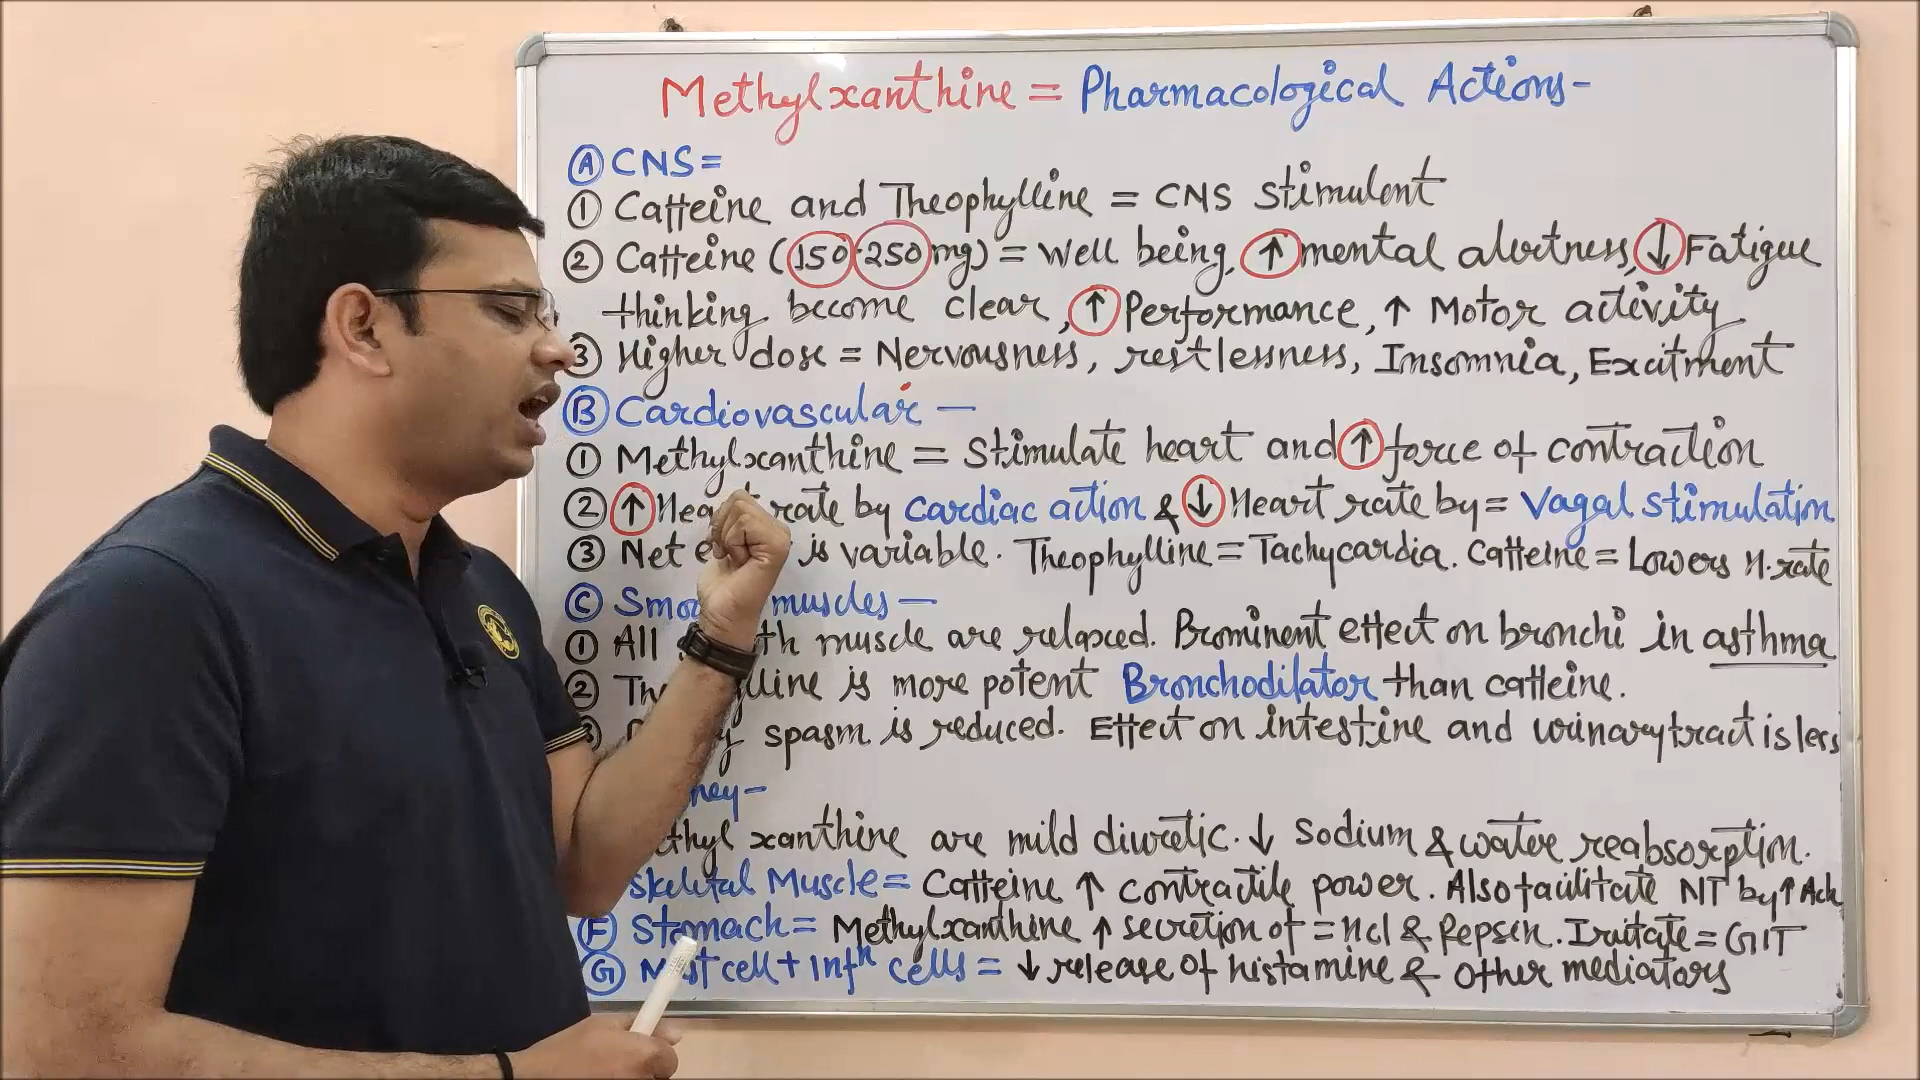 Methylxanthine = Pharmacological Actions-
Ⓐ CNS=
① Caffeine and Theophylline = CNS Stimulent
② Caffeine (150-250mg) = Well being, ↑ mental alertness, ↓ Fatigue
thinking become clear, ↑ Performance, ↑ Motor activity
③ Higher dose = Nervousness, restlessness, Insomnia, Excitment
Ⓑ Cardiovascular -
① Methylxanthine = Stimulate heart and ↑ force of contraction
② ↑ Heart rate by cardiac action & ↓ Heart rate by = Vagal stimulation
③ Net is variable. Theophylline = Tachycardia. Caffeine = Lowers H.rate
Ⓒ muscles -
① All muscle are relaxed. Prominent effect on bronchi in asthma
② is more potent Bronchodilator than caffeine.
spasm is reduced. Effect on intestine and urinary tract is less
xanthine are mild diuretic. ↓ Sodium & water reabsorption.
Skeletal Muscle = Caffeine ↑ contractile power. Also facilitate NT by ↑ Ach
Ⓕ Stomach = Methylxanthine ↑ secretion of = Hcl & Pepsin. Irritate = GIT
Ⓖ Mast cell + Infⁿ cells = ↓ release of histamine & other mediators